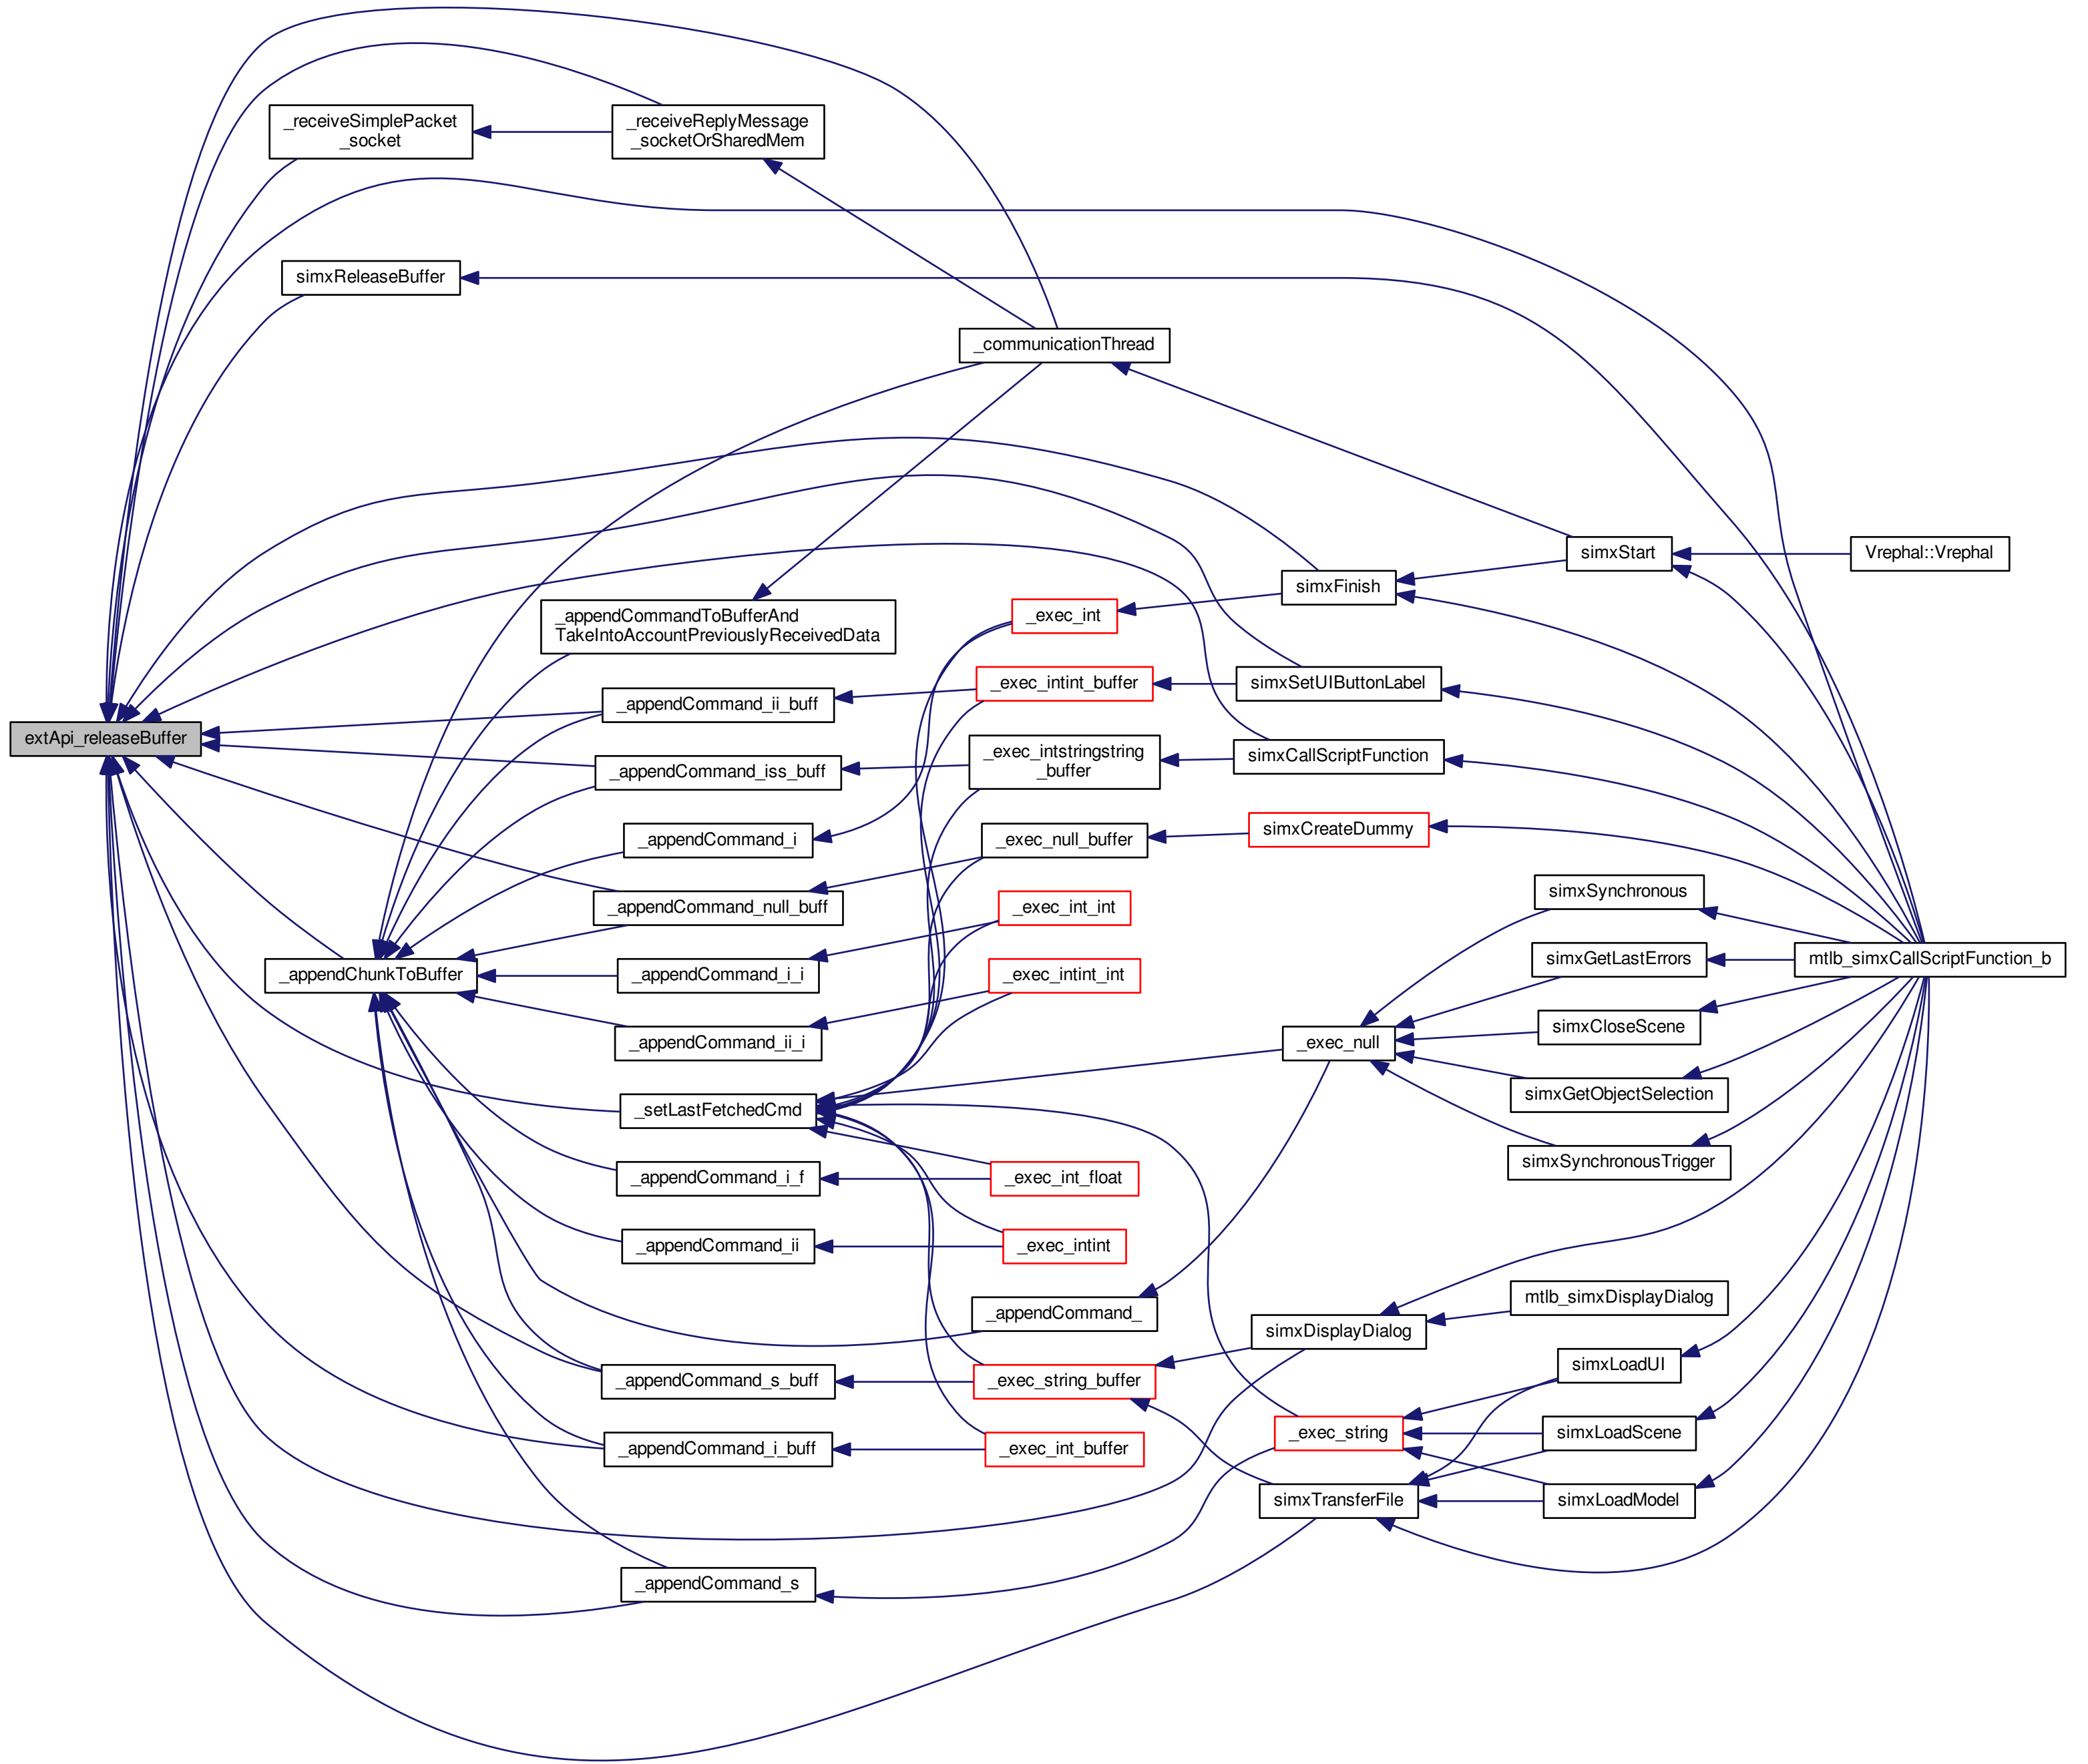 _receiveSimplePacket
_socket
_receiveReplyMessage
_socketOrSharedMem
simxReleaseBuffer
_communicationThread
simxStart
Vrephal::Vrephal
simxFinish
_exec_int
_appendCommandToBufferAnd
TakeIntoAccountPreviouslyReceivedData
_exec_intint_buffer
simxSetUIButtonLabel
_appendCommand_ii_buff
extApi_releaseBuffer
_exec_intstringstring
_buffer
simxCallScriptFunction
_appendCommand_iss_buff
simxCreateDummy
_appendCommand_i
_exec_null_buffer
simxSynchronous
_appendCommand_null_buff
_exec_int_int
simxGetLastErrors
mtlb_simxCallScriptFunction_b
_appendChunkToBuffer
_appendCommand_i_i
_exec_intint_int
simxCloseScene
_appendCommand_ii_i
_exec_null
simxGetObjectSelection
_setLastFetchedCmd
simxSynchronousTrigger
_appendCommand_i_f
_exec_int_float
_appendCommand_ii
_exec_intint
mtlb_simxDisplayDialog
_appendCommand_
simxDisplayDialog
simxLoadUI
_appendCommand_s_buff
_exec_string_buffer
_exec_string
simxLoadScene
_appendCommand_i_buff
_exec_int_buffer
simxTransferFile
simxLoadModel
_appendCommand_s